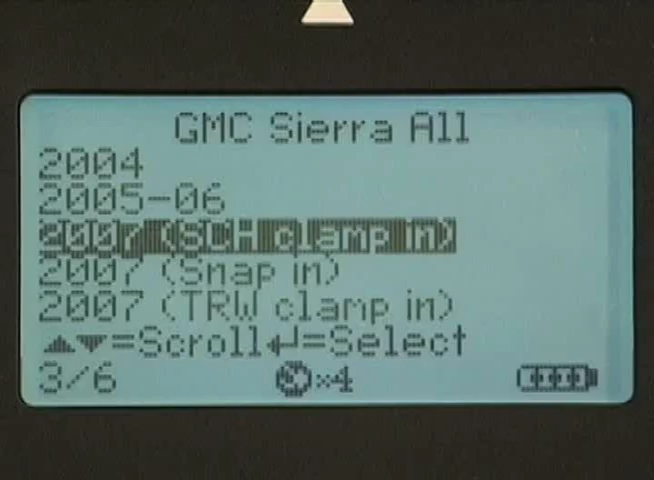 GMC Sierra All
2004
2005-06
2007 (SCH clamp in)
2007 (Snap in)
2007 (TRW clamp in)
▲▼=Scroll↵=Select
3/6 ×4